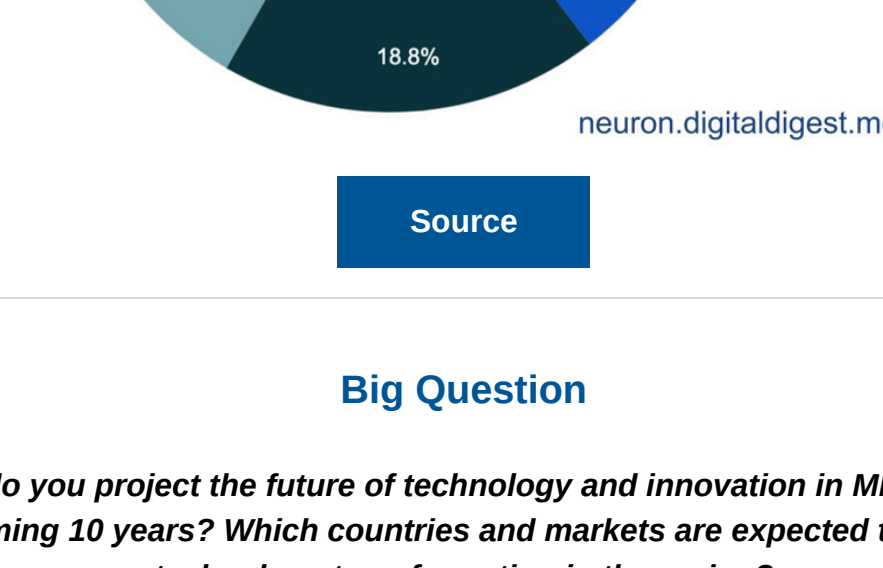 18.8%
neuron.digitaldigest.m
Source
Big Question
do you project the future of technology and innovation in
10 years? Which countries and markets are expected